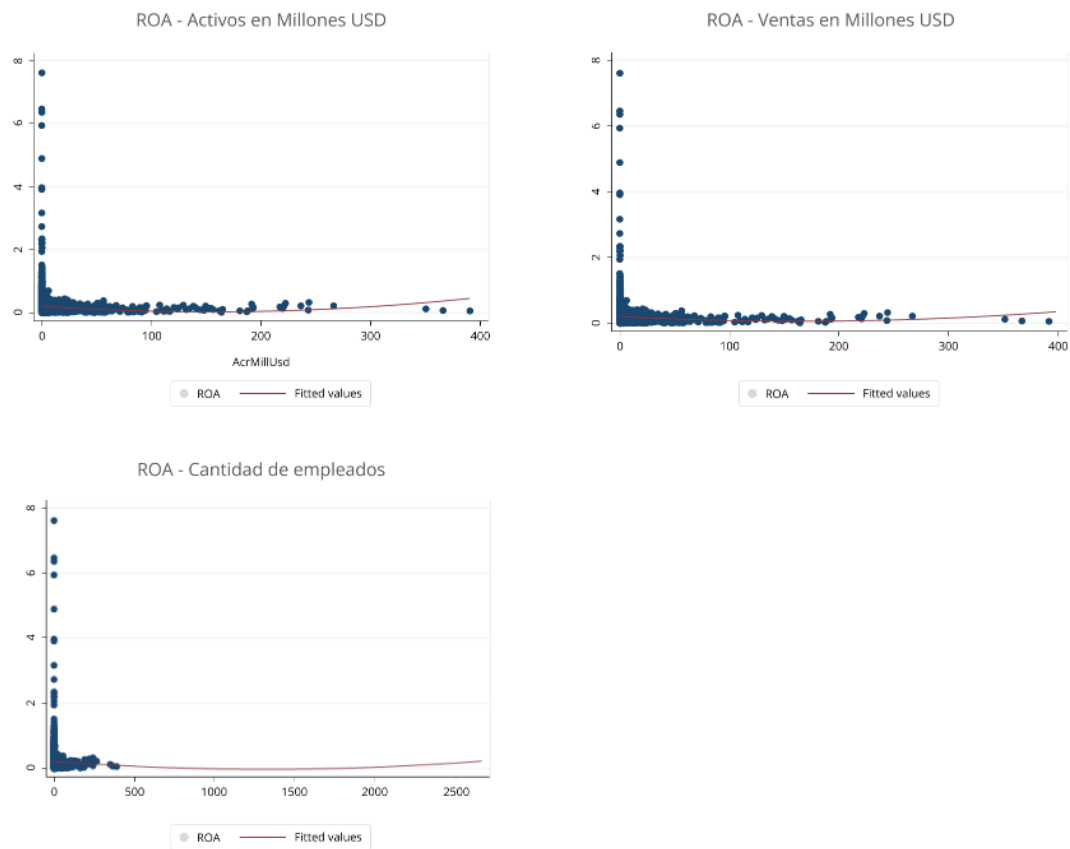 ROA - Activos en Millones USD
8
6
4
2
0
0 100 200 300 400
AcrMillUsd
ROA Fitted values
ROA - Ventas en Millones USD
8
6
4
2
0
0 100 200 300 400
ROA Fitted values
ROA - Cantidad de empleados
8
6
4
2
0
0 500 1000 1500 2000 2500
ROA Fitted values